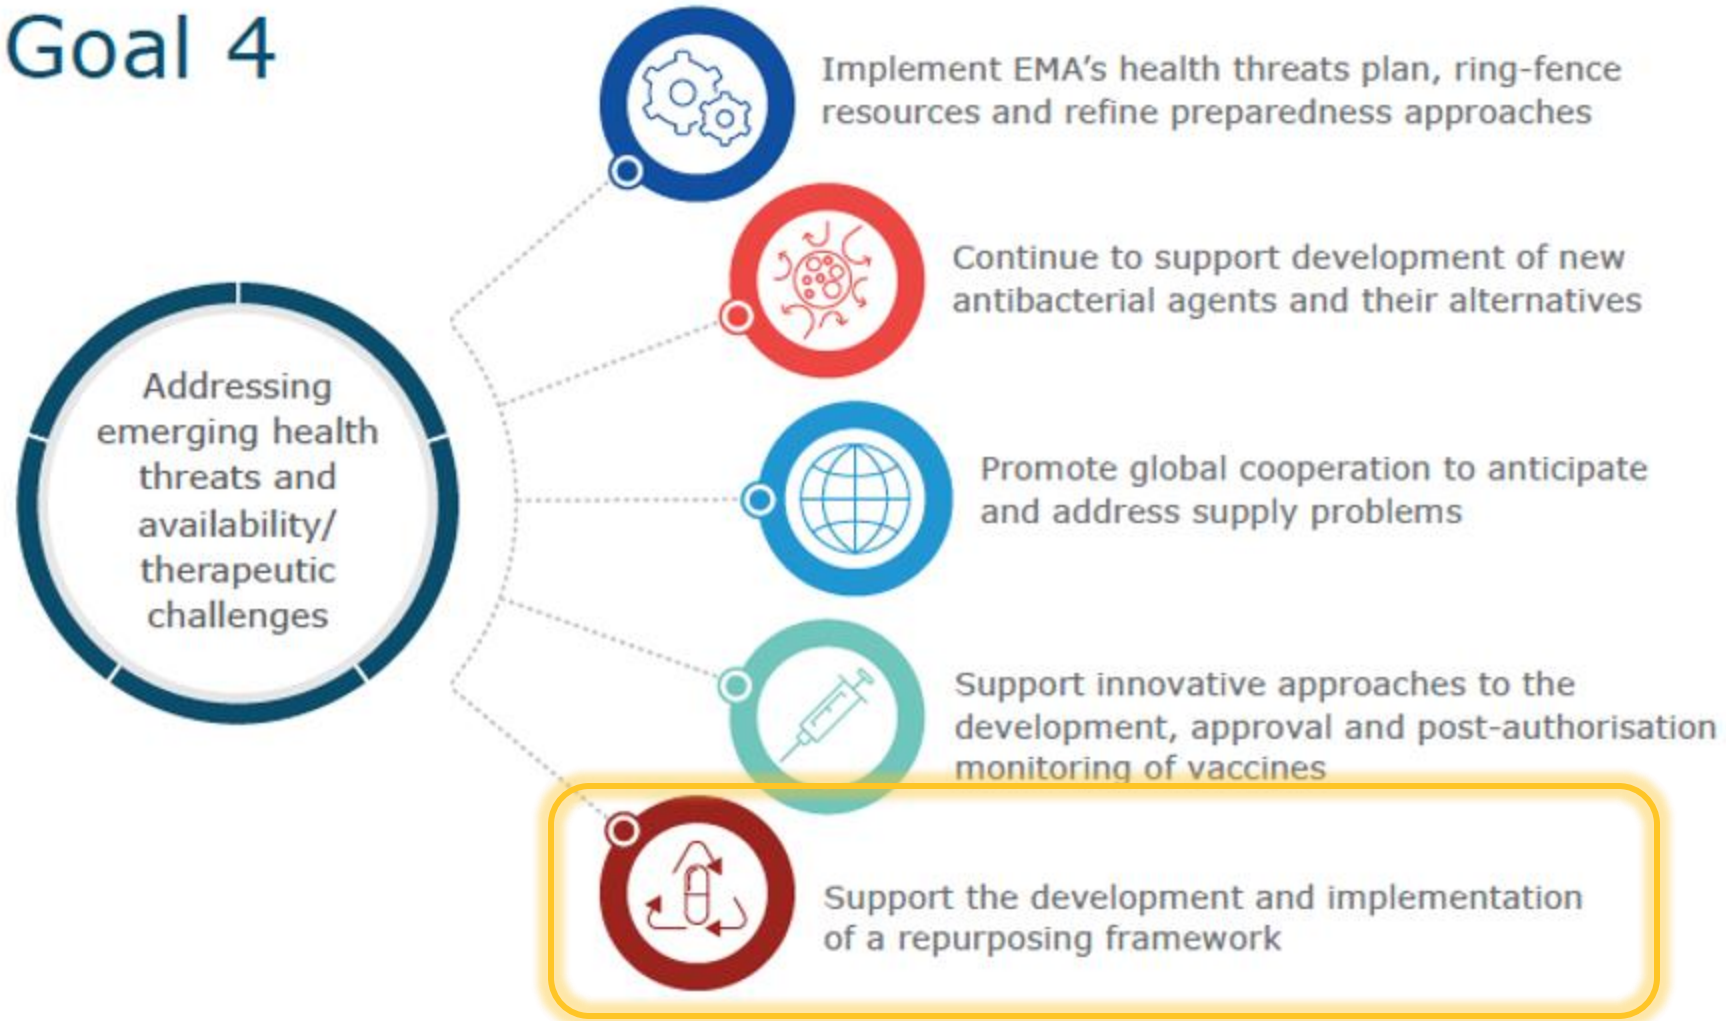 Goal 4
Implement EMA's health threats plan, ring-fence
resources and refine preparedness approaches
Continue to support development of new
antibacterial agents and their alternatives
Addressing
emerging health
threats and
availability/
therapeutic
challenges
Promote global cooperation to anticipate
and address supply problems
Support innovative approaches to the
development, approval and post-authorisation
monitoring of vaccines
Support the development and implementation
of a repurposing framework